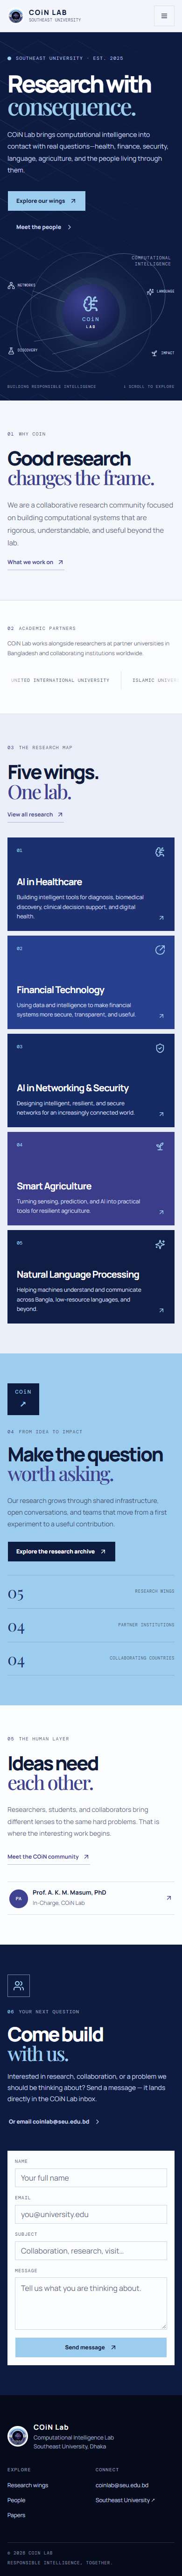 COiN LAB
SOUTHEAST UNIVERSITY
SOUTHEAST UNIVERSITY · EST. 2025
Research with
consequence.
COiN Lab brings computational intelligence into
contact with real questions—health, finance, security,
language, agriculture, and the people living through
them.
Explore our wings
Meet the people
COMPUTATIONAL
INTELLIGENCE
NETWORKS
LANGUAGE
COIN
LAB
DISCOVERY
IMPACT
BUILDING RESPONSIBLE INTELLIGENCE
↓ SCROLL TO EXPLORE
01 WHY COIN
Good research
changes the frame.
We are a collaborative research community focused
on building computational systems that are
rigorous, understandable, and useful beyond the
lab.
What we work on
02 ACADEMIC PARTNERS
COiN Lab works alongside researchers at partner universities in
Bangladesh and collaborating institutions worldwide.
UNITED INTERNATIONAL UNIVERSITY
ISLAMIC UNIVER
03 THE RESEARCH MAP
Five wings.
One lab.
View all research
01
AI in Healthcare
Building intelligent tools for diagnosis, biomedical
discovery, clinical decision support, and digital
health.
02
Financial Technology
Using data and intelligence to make financial
systems more secure, transparent, and useful.
03
AI in Networking & Security
Designing intelligent, resilient, and secure
networks for an increasingly connected world.
04
Smart Agriculture
Turning sensing, prediction, and AI into practical
tools for resilient agriculture.
05
Natural Language Processing
Helping machines understand and communicate
across languages, especially low-resource languages, and
beyond.
COIN
↗
04 FROM IDEA TO IMPACT
Make the question
worth asking.
Our research grows through shared infrastructure,
open conversations, and teams that move from a first
experiment to a useful contribution.
Explore the research archive
05
RESEARCH WINGS
04
PARTNER INSTITUTIONS
04
COLLABORATING COUNTRIES
05 THE HUMAN LAYER
Ideas need
each other.
Researchers, students, and collaborators bring
different lenses to the same hard problems. That is
where the interesting work begins.
Meet the COiN community
PA
Prof. A. K. M. Masum, PhD
In-Charge, COiN Lab
06 YOUR NEXT QUESTION
Come build
with us.
Interested in research, collaboration, or a problem we
should be thinking about? Send a message — it lands
directly in the COiN Lab inbox.
Or email coinlab@seu.edu.bd
NAME
Your full name
EMAIL
you@university.edu
SUBJECT
Collaboration, research, visit...
MESSAGE
Tell us what you are thinking about.
Send message
COiN Lab
Computational Intelligence Lab
Southeast University, Dhaka
EXPLORE
CONNECT
Research wings
coinlab@seu.edu.bd
People
Southeast University ↗
Papers
© 2026 COIN LAB
RESPONSIBLE INTELLIGENCE, TOGETHER.